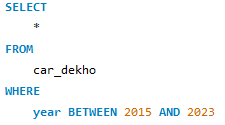 SELECT
*
FROM
car_dekho
WHERE
year BETWEEN 2015 AND 2023